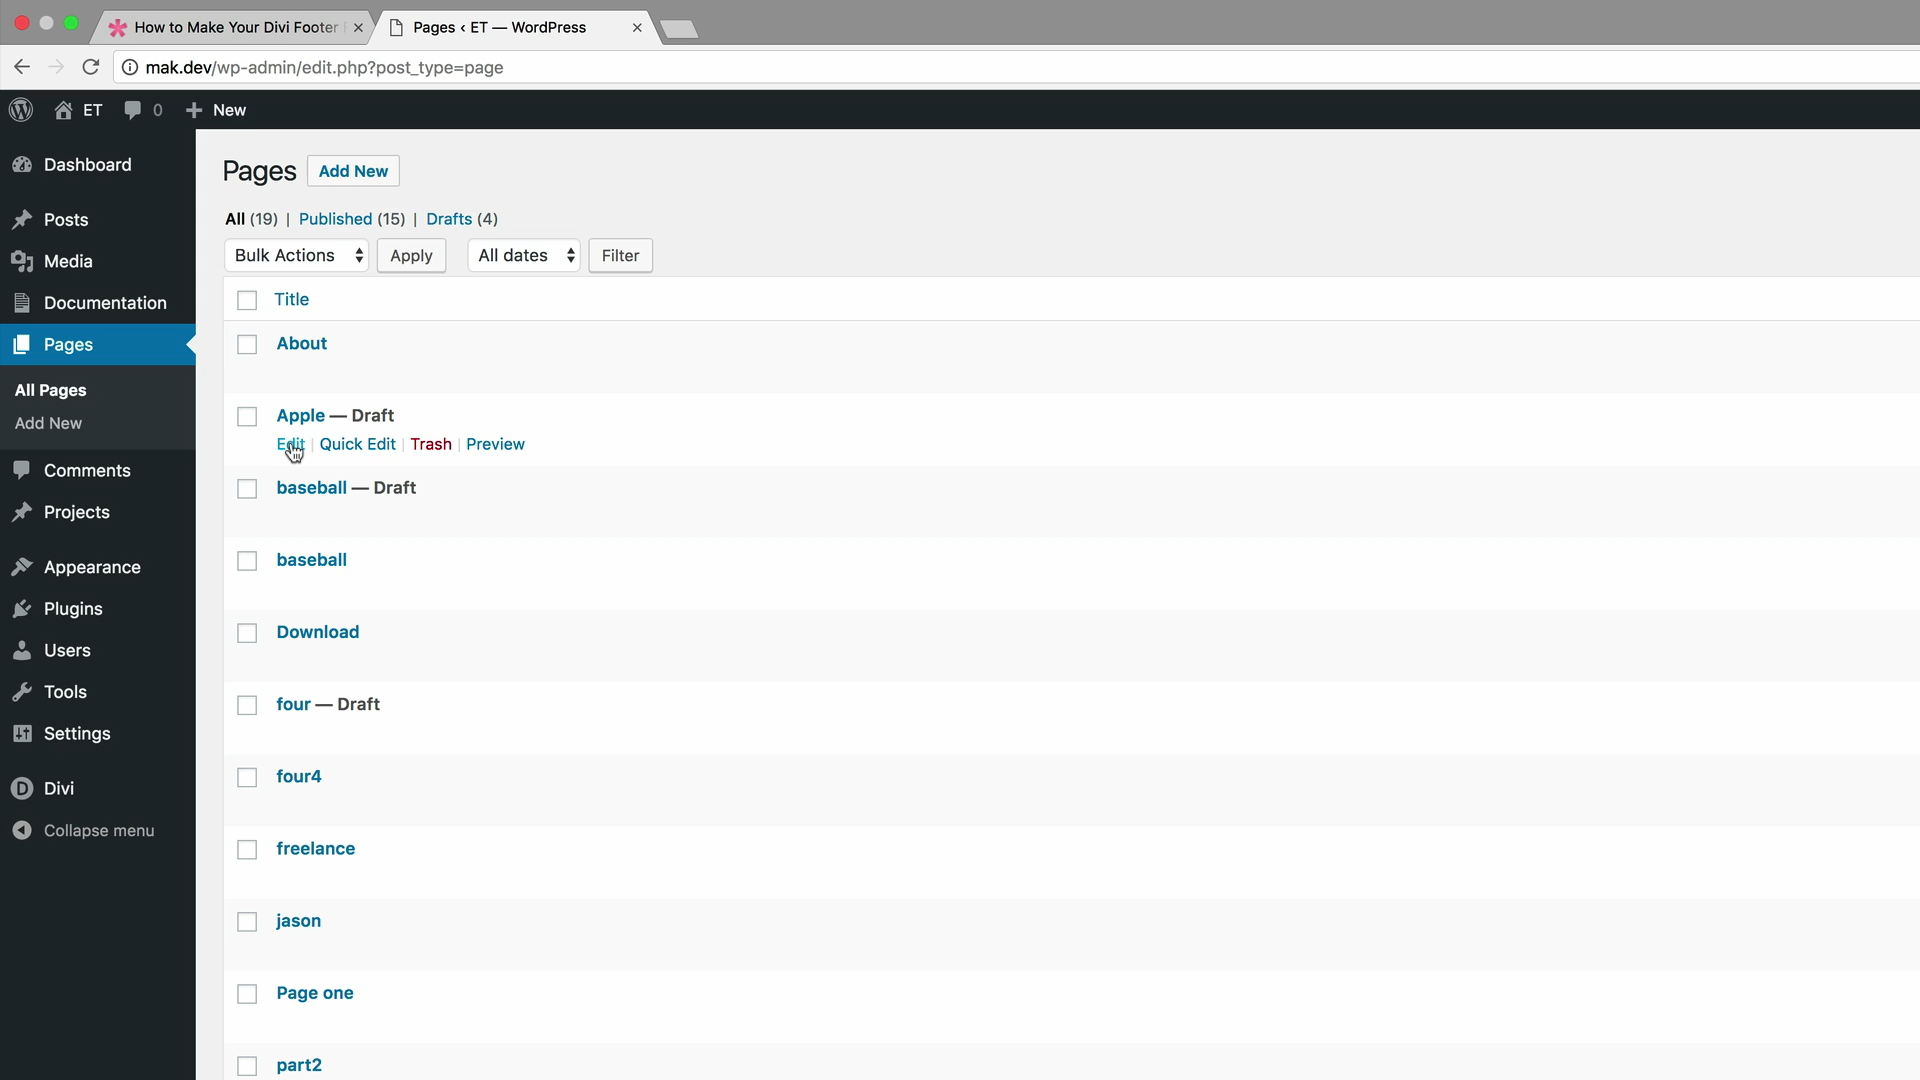 How to Make Your Divi Footer
Pages ‹ ET — WordPress
mak.dev/wp-admin/edit.php?post_type=page
ET 0 New
Dashboard
Posts
Media
Documentation
Pages
All Pages
Add New
Comments
Projects
Appearance
Plugins
Users
Tools
Settings
Divi
Collapse menu
Pages Add New
All (19) | Published (15) | Drafts (4)
Bulk Actions Apply All dates Filter
Title
About
Apple — Draft
Edit | Quick Edit | Trash | Preview
baseball — Draft
baseball
Download
four — Draft
four4
freelance
jason
Page one
part2